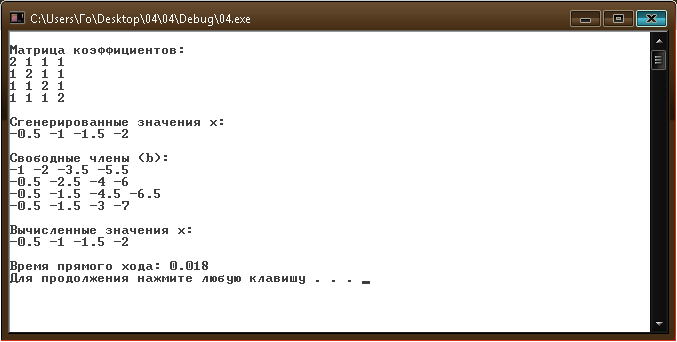 C:\Users\Го\Desktop\04\04\Debug\04.exe
Матрица коэффициентов:
2 1 1 1
1 2 1 1
1 1 2 1
1 1 1 2
Сгенерированные значения x:
-0.5 -1 -1.5 -2
Свободные члены (b):
-1 -2 -3.5 -5.5
-0.5 -2.5 -4 -6
-0.5 -1.5 -4.5 -6.5
-0.5 -1.5 -3 -7
Вычисленные значения x:
-0.5 -1 -1.5 -2
Время прямого хода: 0.018
Для продолжения нажмите любую клавишу . . .